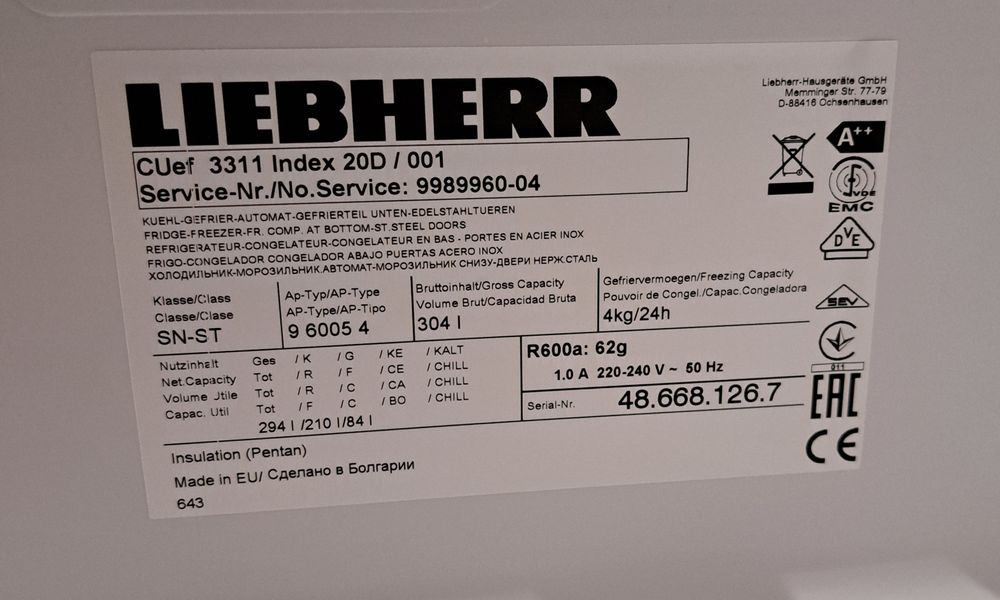 LIEBHERR
Liebherr-Hausgeräte GmbH
Memminger Str. 77-79
D-88416 Ochsenhausen
CUef 3311 Index 20D / 001
Service-Nr./No.Service: 9989960-04
A++
VDE
EMC
KUEHL-GEFRIER-AUTOMAT-GEFRIERTEIL UNTEN-EDELSTAHLTUEREN
FRIDGE-FREEZER-FR. COMP. AT BOTTOM-ST.STEEL DOORS
REFRIGERATEUR-CONGELATEUR-CONGELATEUR EN BAS - PORTES EN ACIER INOX
FRIGO-CONGELADOR CONGELADOR ABAJO PUERTAS ACERO INOX
ХОЛОДИЛЬНИК-МОРОЗИЛЬНИК.АВТОМАТ-МОРОЗИЛЬНИК СНИЗУ-ДВЕРИ НЕРЖ.СТАЛЬ
DVE
Klasse/Class
Classe/Clase
SN-ST
Ap-Typ/AP-Type
AP-Type/AP-Tipo
9 6005 4
Bruttoinhalt/Gross Capacity
Volume Brut/Capacidad Bruta
304 l
Gefriervermoegen/Freezing Capacity
Pouvoir de Congel./Capac.Congeladora
4kg/24h
SEV
Nutzinhalt Ges / K / G / KE / KALT
Net.Capacity Tot / R / F / CE / CHILL
Volume Utile Tot / R / C / CA / CHILL
Capac. Util Tot / F / C / BO / CHILL
294 l /210 l/84 l
R600a: 62g
1.0 A 220-240 V ~ 50 Hz
Serial-Nr. 48.668.126.7
011
EAC
CE
Insulation (Pentan)
Made in EU/ Сделано в Болгарии
643